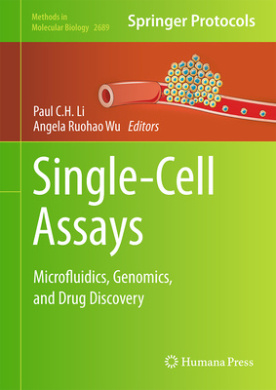 Methods in
Molecular Biology 2689
Springer Protocols
Paul C.H. Li
Angela Ruohao Wu Editors
Single-Cell
Assays
Microfluidics, Genomics,
and Drug Discovery
Humana Press